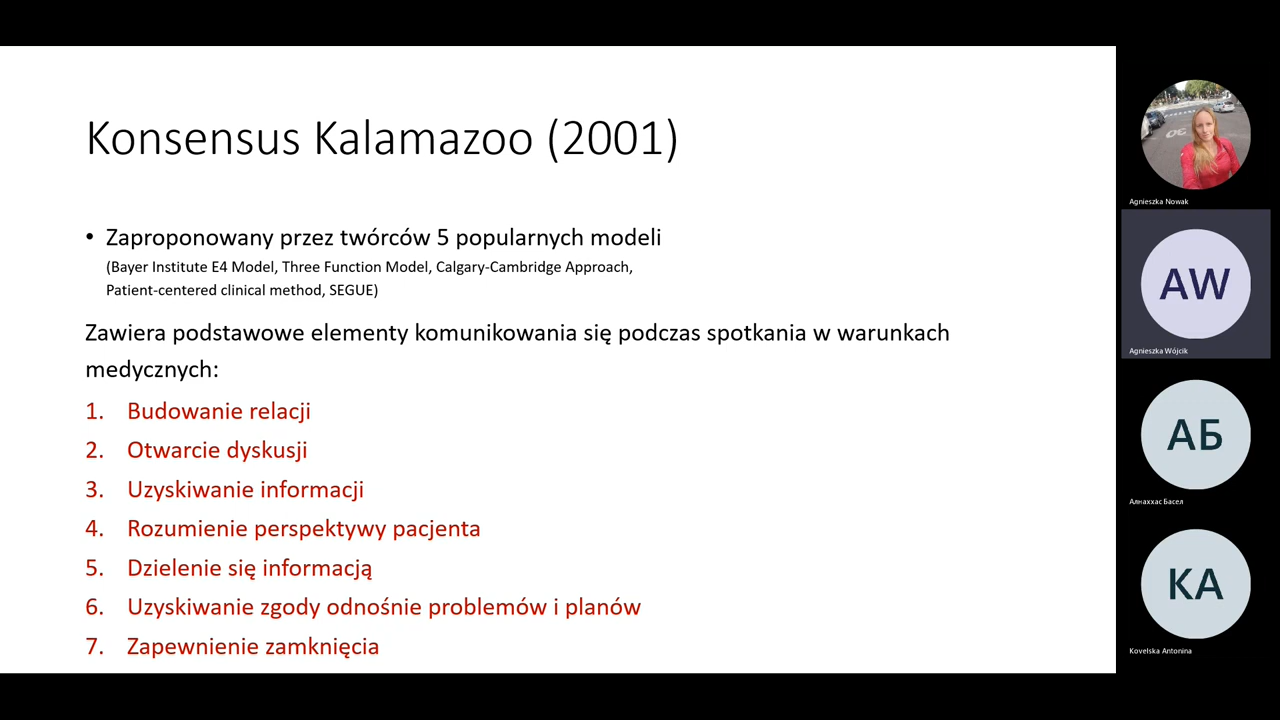 Konsensus Kalamazoo (2001)
• Zaproponowany przez twórców 5 popularnych modeli
(Bayer Institute E4 Model, Three Function Model, Calgary-Cambridge Approach,
Patient-centered clinical method, SEGUE)
Zawiera podstawowe elementy komunikowania się podczas spotkania w warunkach
medycznych:
1. Budowanie relacji
2. Otwarcie dyskusji
3. Uzyskiwanie informacji
4. Rozumienie perspektywy pacjenta
5. Dzielenie się informacją
6. Uzyskiwanie zgody odnośnie problemów i planów
7. Zapewnienie zamknięcia
Agnieszka Nowak
AW
Agnieszka Wójcik
АБ
Алнаххас Басел
KA
Kovelska Antonina